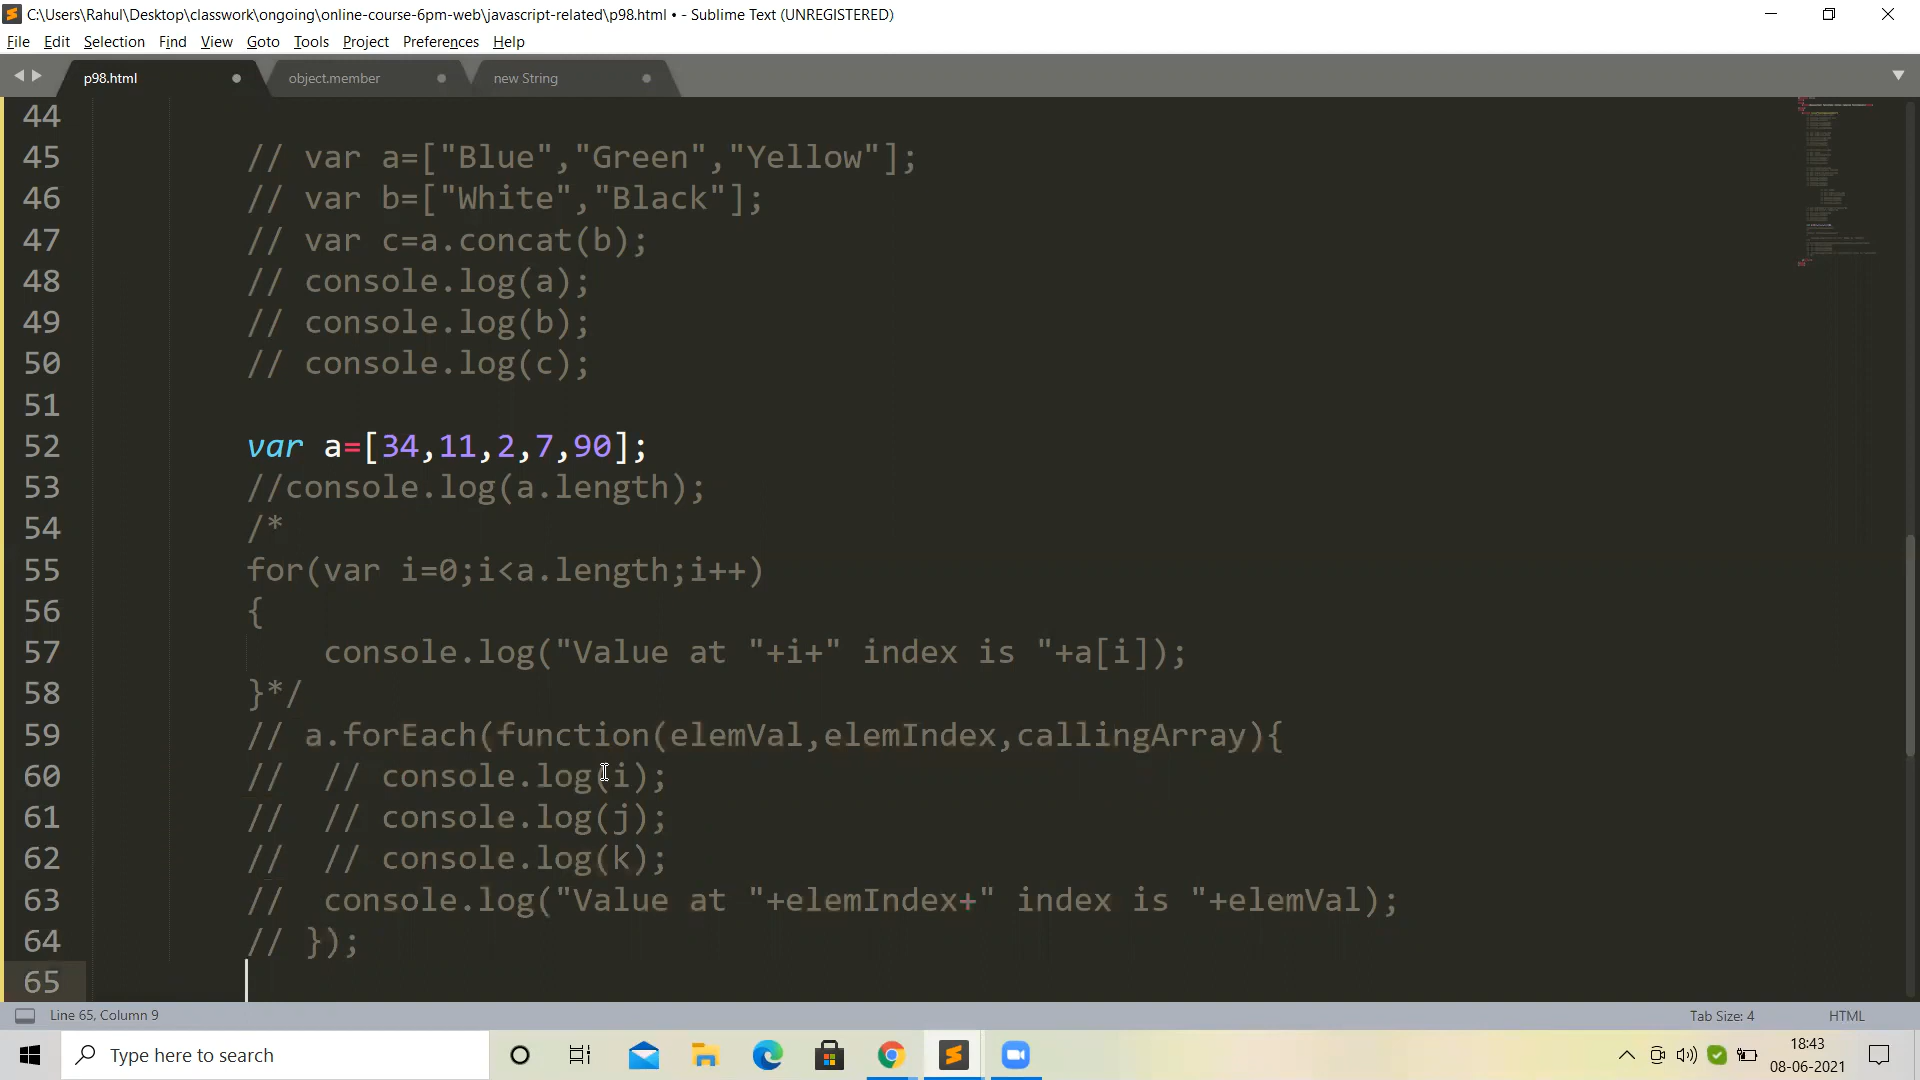 C:\Users\Rahul\Desktop\classwork\ongoing\online-course-6pm-web\javascript-related\p98.html • - Sublime Text (UNREGISTERED)
File Edit Selection Find View Goto Tools Project Preferences Help
p98.html object.member new String
44
45 // var a=["Blue","Green","Yellow"];
46 // var b=["White","Black"];
47 // var c=a.concat(b);
48 // console.log(a);
49 // console.log(b);
50 // console.log(c);
51
52 var a=[34,11,2,7,90];
53 //console.log(a.length);
54 /*
55 for(var i=0;i<a.length;i++)
56 {
57 console.log("Value at "+i+" index is "+a[i]);
58 }*/
59 // a.forEach(function(elemVal,elemIndex,callingArray){
60 // // console.log(i);
61 // // console.log(j);
62 // // console.log(k);
63 // console.log("Value at "+elemIndex+" index is "+elemVal);
64 // });
65
Line 65, Column 9 Tab Size: 4 HTML
Type here to search
18:43
08-06-2021